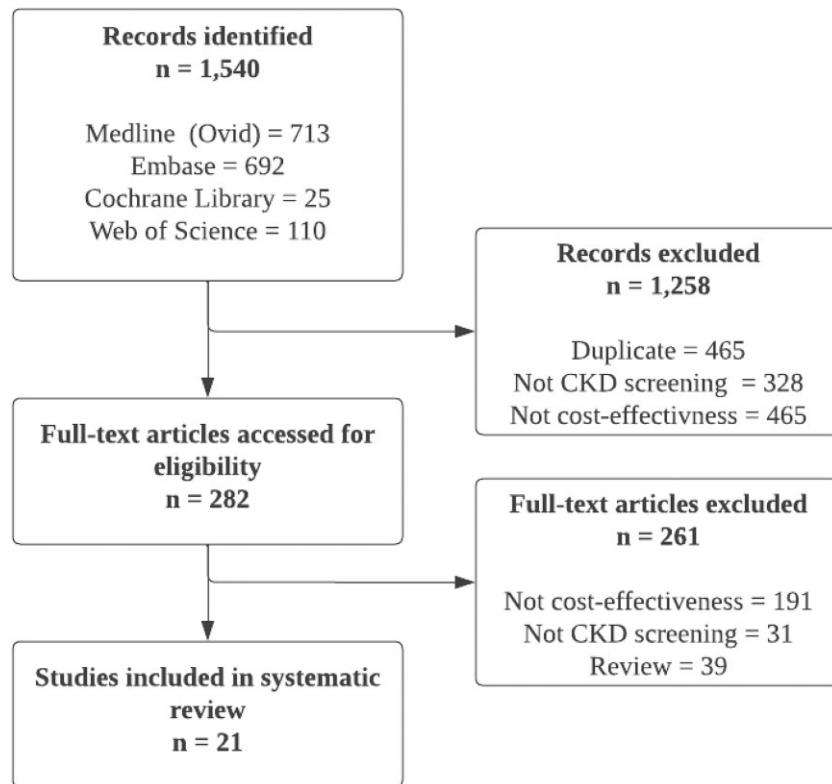 Records identified
n = 1,540
Medline (Ovid) = 713
Embase = 692
Cochrane Library = 25
Web of Science = 110
Records excluded
n = 1,258
Duplicate = 465
Not CKD screening = 328
Not cost-effectivness = 465
Full-text articles accessed for
eligibility
n = 282
Full-text articles excluded
n = 261
Not cost-effectiveness = 191
Not CKD screening = 31
Review = 39
Studies included in systematic
review
n = 21